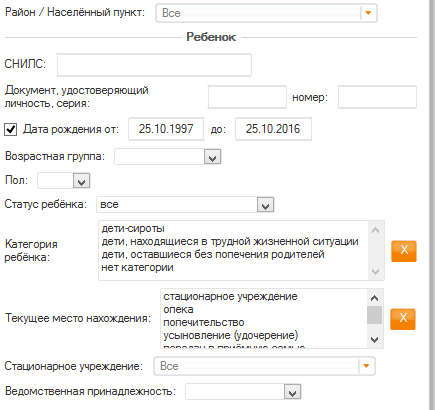 Район / Населённый пункт: Все
Ребенок
СНИЛС:
Документ, удостоверяющий
личность, серия: номер:
Дата рождения от: 25.10.1997 до: 25.10.2016
Возрастная группа:
Пол:
Статус ребёнка: все
Категория
ребёнка:
дети-сироты
дети, находящиеся в трудной жизненной ситуации
дети, оставшиеся без попечения родителей
нет категории
X
Текущее место нахождения:
стационарное учреждение
опека
попечительство
усыновление (удочерение)
передан в приёмную семью
X
Стационарное учреждение: Все
Ведомственная принадлежность: